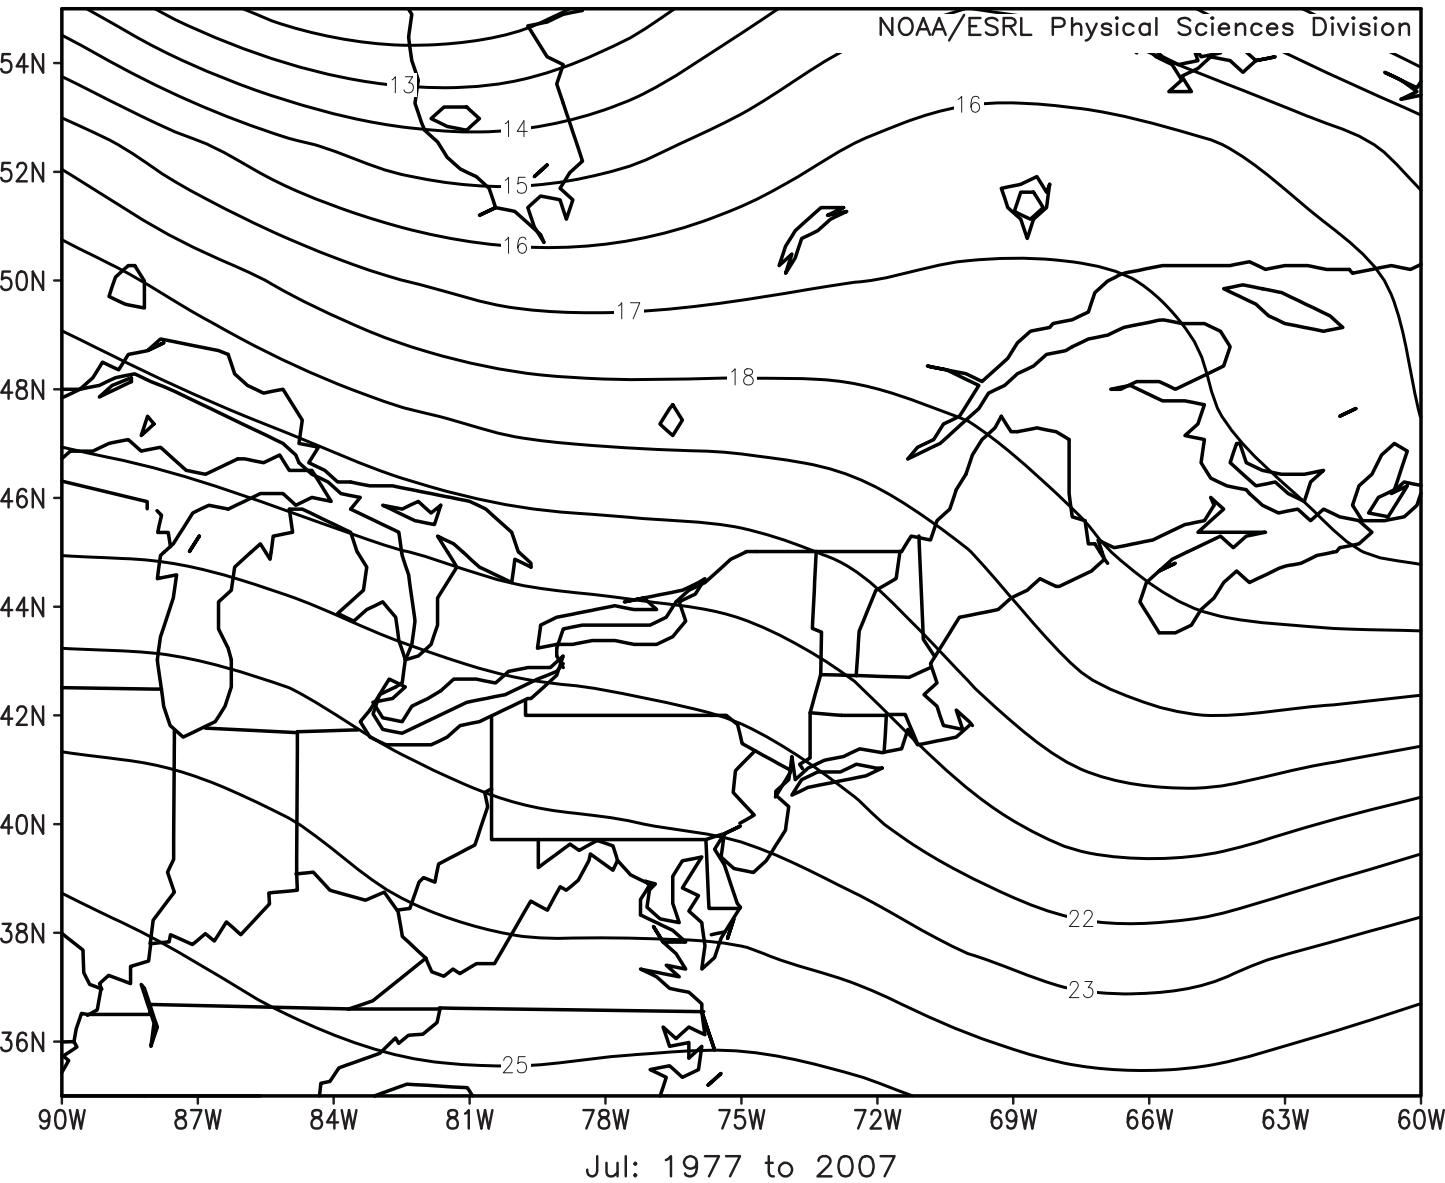 NOAA/ESRL Physical Sciences Division
54N
13
16
14
52N
15
16
50N
17
18
48N
46N
44N
42N
40N
22
38N
23
36N
25
90W 87W 84W 81W 78W 75W 72W 69W 66W 63W 60W
Jul: 1977 to 2007